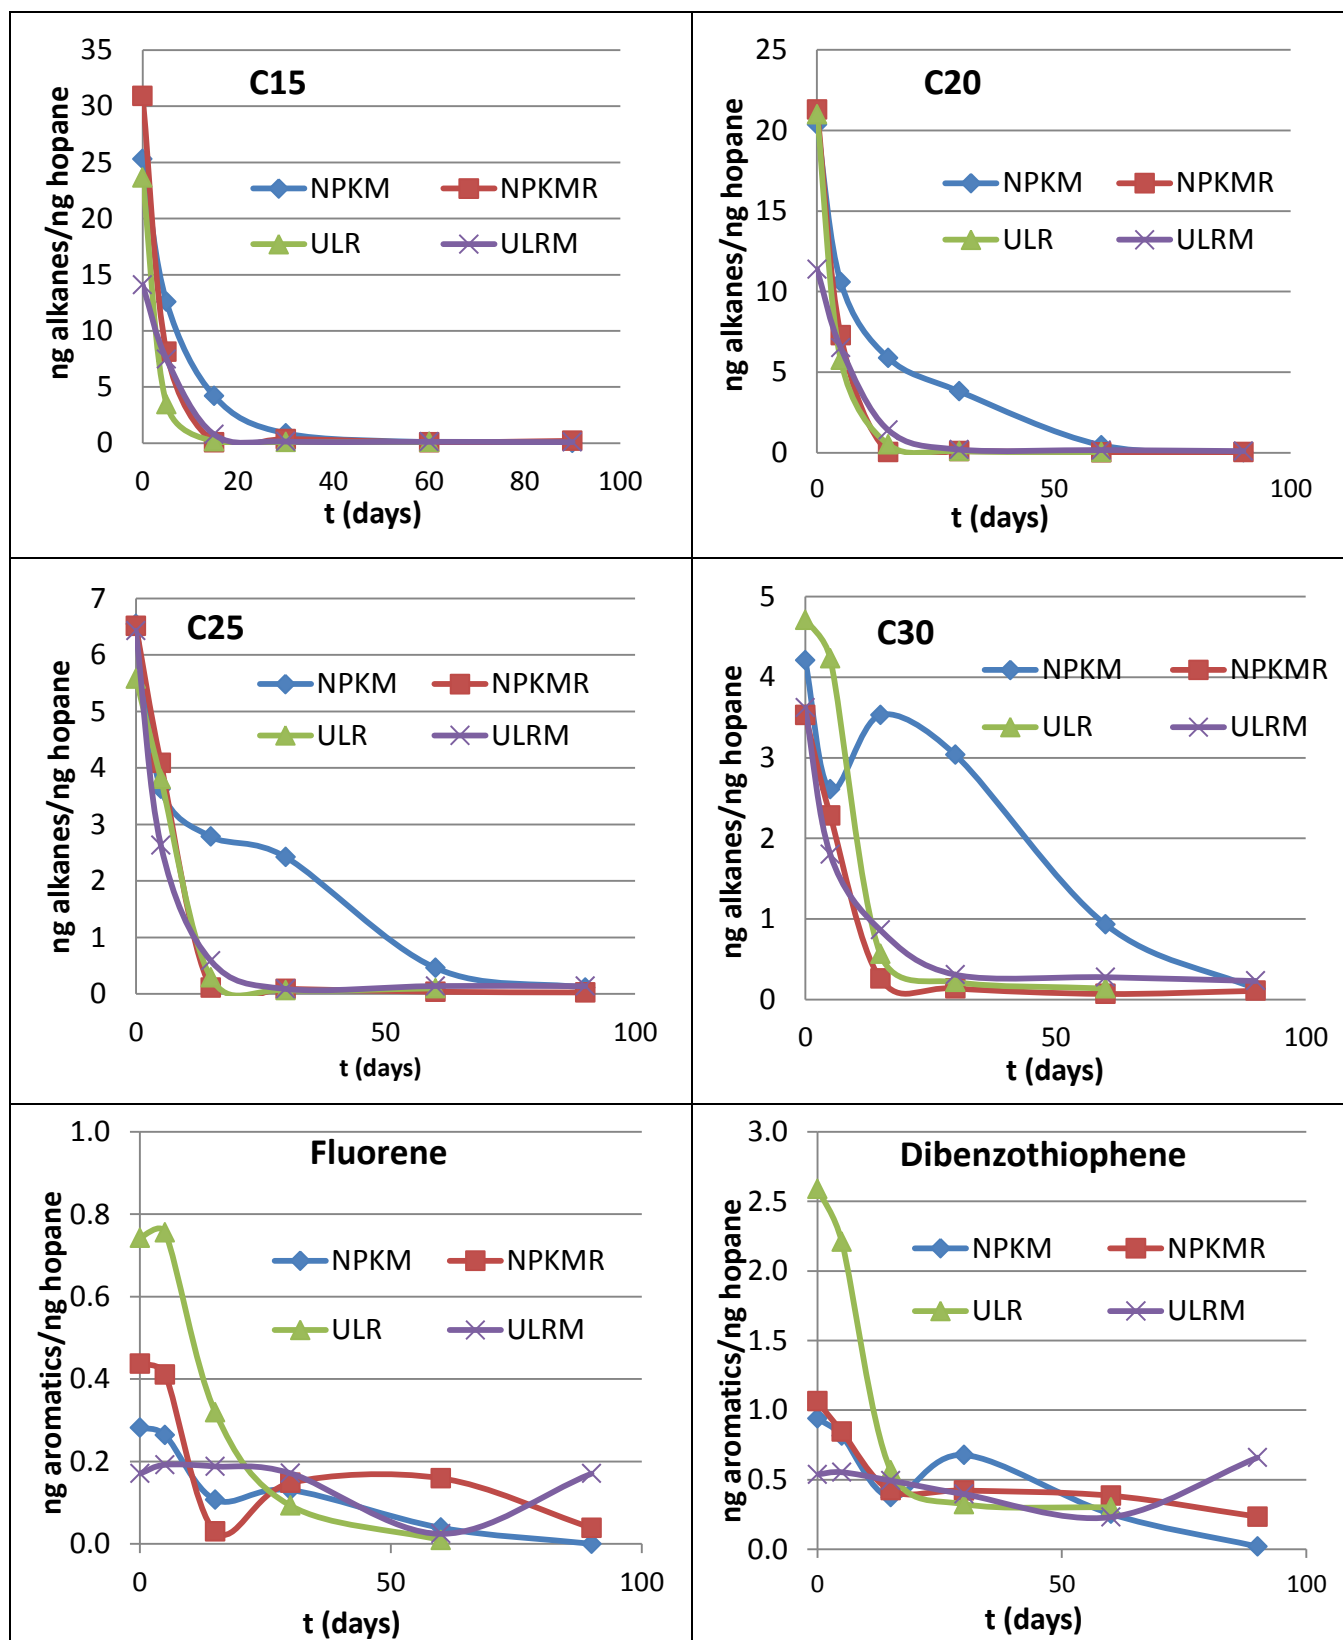 C15
ng alkanes/ng hopane
35
30
25
20
15
10
5
0
NPKM NPKMR
ULR ULRM
0 20 40 60 80 100
t (days)
C20
ng alkanes/ng hopane
25
20
15
10
5
0
NPKM NPKMR
ULR ULRM
0 50 100
t (days)
C25
ng alkanes/ng hopane
7
6
5
4
3
2
1
0
NPKM NPKMR
ULR ULRM
0 50 100
t (days)
C30
ng alkanes/ng hopane
5
4
3
2
1
0
NPKM NPKMR
ULR ULRM
0 50 100
t (days)
Fluorene
ng aromatics/ng hopane
1.0
0.8
0.6
0.4
0.2
0.0
NPKM NPKMR
ULR ULRM
0 50 100
t (days)
Dibenzothiophene
ng aromatics/ng hopane
3.0
2.5
2.0
1.5
1.0
0.5
0.0
NPKM NPKMR
ULR ULRM
0 50 100
t (days)